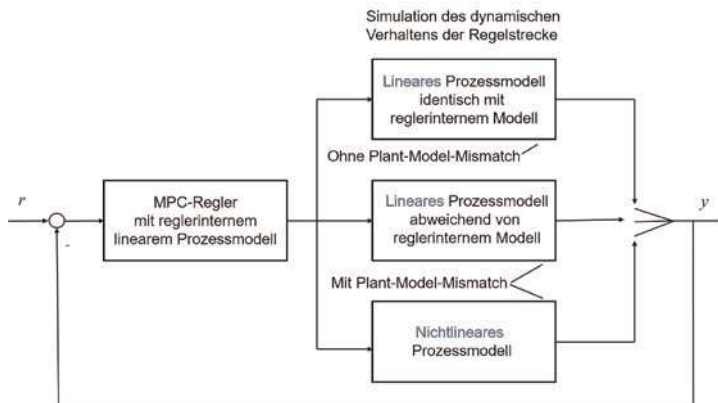 Simulation des dynamischen
Verhaltens der Regelstrecke
Lineares Prozessmodell
identisch mit
reglerinternem Modell
Ohne Plant-Model-Mismatch
r
MPC-Regler
mit reglerinternem
linearem Prozessmodell
-
Lineares Prozessmodell
abweichend von
reglerinternem Modell
y
Mit Plant-Model-Mismatch
Nichtlineares
Prozessmodell